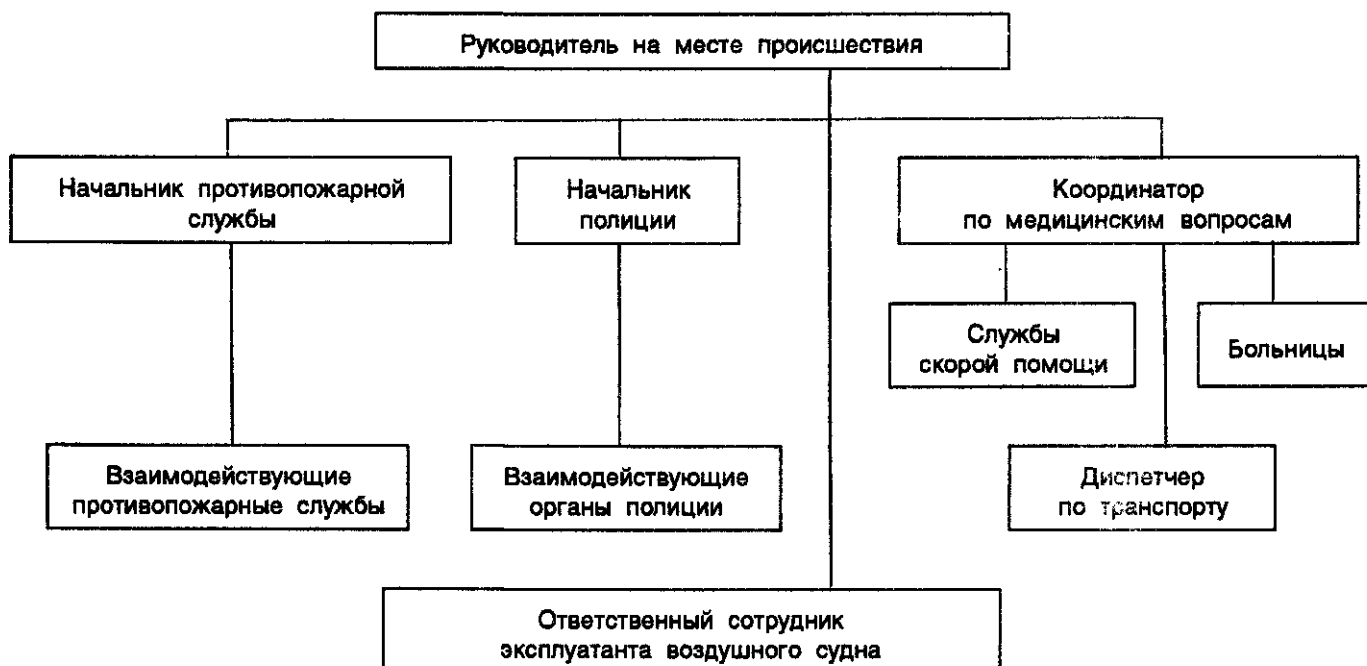 Руководитель на месте происшествия
Начальник противопожарной
службы
Начальник
полиции
Координатор
по медицинским вопросам
Службы
скорой помощи
Больницы
Взаимодействующие
противопожарные службы
Взаимодействующие
органы полиции
Диспетчер
по транспорту
Ответственный сотрудник
эксплуатанта воздушного судна